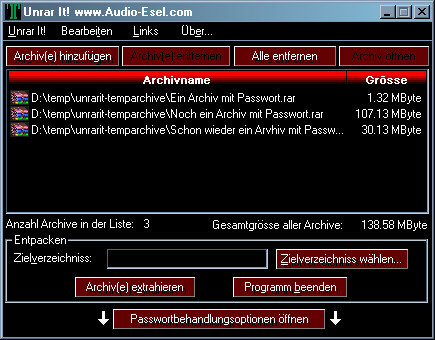 Unrar It! www.Audio-Esel.com
Unrar It! Bearbeiten Links Über...
Archiv(e) hinzufügen Archiv(e) entfernen Alle entfernen Archiv öffnen
Archivname Grösse
D:\temp\unrarit-temparchive\Ein Archiv mit Passwort.rar 1.32 MByte
D:\temp\unrarit-temparchive\Noch ein Archiv mit Passwort.rar 107.13 MByte
D:\temp\unrarit-temparchive\Schon wieder ein Arvhiv mit Passw... 30.13 MByte
Anzahl Archive in der Liste: 3 Gesamtgrösse aller Archive: 138.58 MByte
Entpacken
Zielverzeichniss: Zielverzeichniss wählen...
Archiv(e) extrahieren Programm beenden
Passwortbehandlungsoptionen öffnen